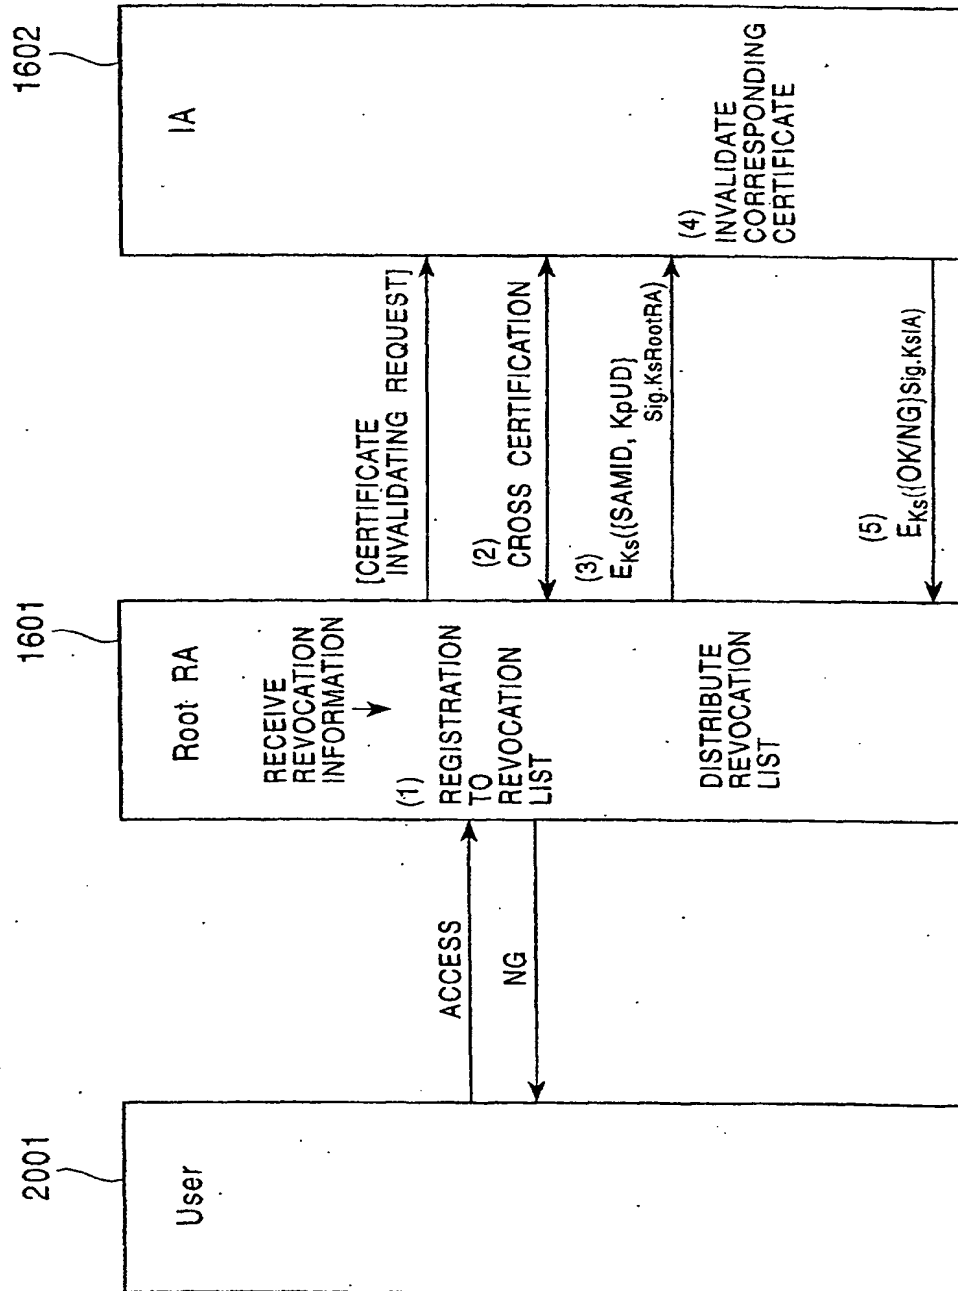 2001
1601
1602
User
Root RA
IA
RECEIVE
REVOCATION
INFORMATION
(1)
REGISTRATION
TO
REVOCATION
LIST
[CERTIFICATE
INVALIDATING REQUEST]
ACCESS
(2)
CROSS CERTIFICATION
NG
(3)
EKs({SAMID, KpUD}
Sig.KsRootRA)
(4)
INVALIDATE
CORRESPONDING
CERTIFICATE
DISTRIBUTE
REVOCATION
LIST
(5)
EKs({OK/NG}Sig.KsIA)